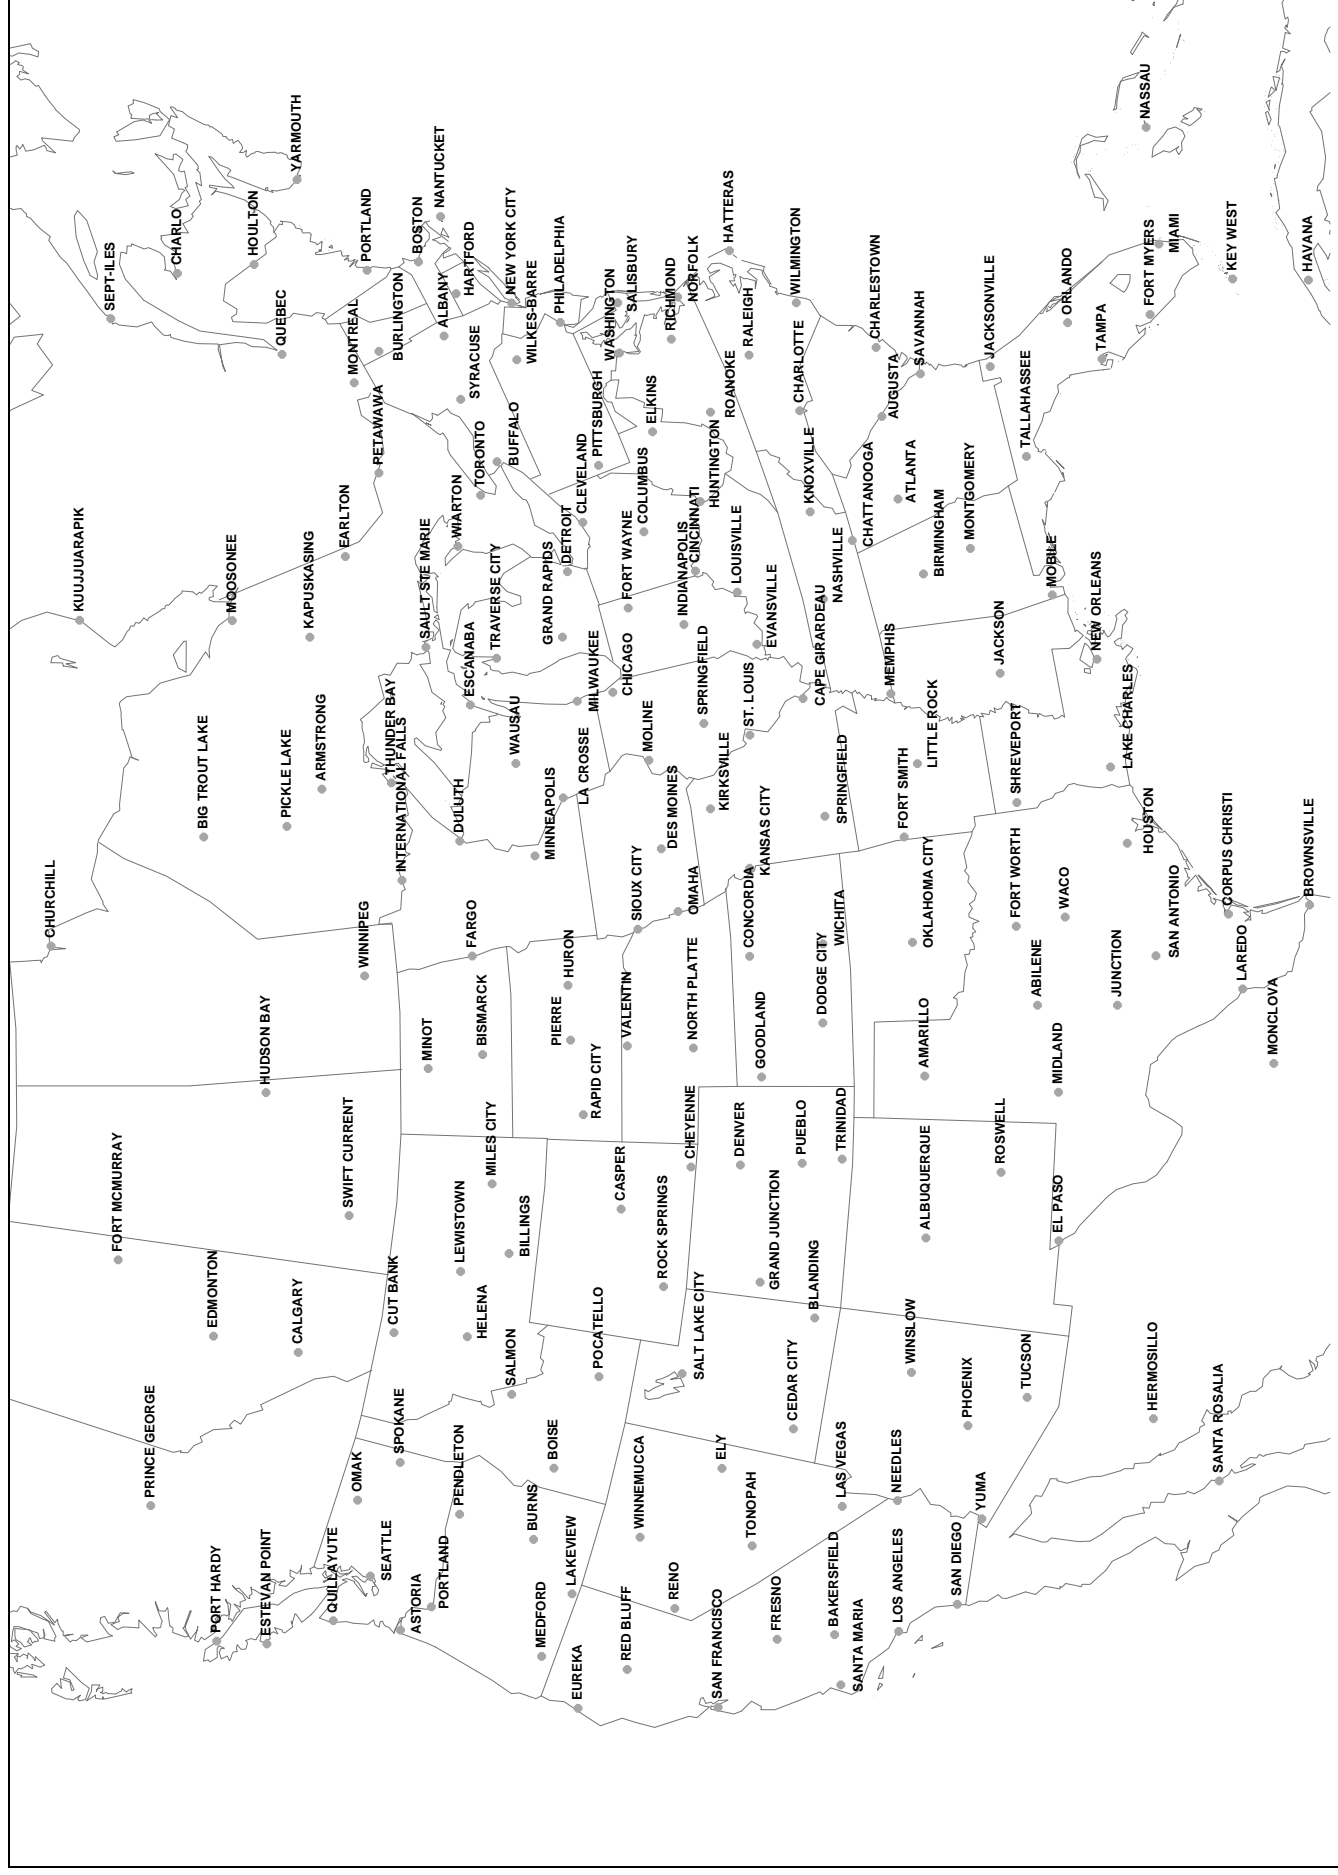 CHURCHILL
KUUJJUARAPIK
SEPT-ILES
FORT MCMURRAY
PRINCE GEORGE
CHARLO
BIG TROUT LAKE
MOOSONEE
EDMONTON
PORT HARDY
HOULTON
YARMOUTH
HUDSON BAY
ESTEVAN POINT
QUEBEC
PICKLE LAKE
KAPUSKASING
CALGARY
ARMSTRONG
EARLTON
SWIFT CURRENT
QUILLAYUTE
MONTREAL
PORTLAND
WINNIPEG
OMAK
SEATTLE
PETAWAWA
BURLINGTON
THUNDER BAY
INTERNATIONAL FALLS
CUT BANK
SPOKANE
ASTORIA
PORTLAND
BOSTON
NANTUCKET
ALBANY
HARTFORD
SAULT STE MARIE
MINOT
WIARTON
SYRACUSE
TORONTO
DULUTH
ESCANABA
FARGO
BISMARCK
LEWISTOWN
HELENA
PENDLETON
MILES CITY
TRAVERSE CITY
BUFFALO
NEW YORK CITY
WILKES-BARRE
WAUSAU
BILLINGS
SALMON
BURNS
MEDFORD
MINNEAPOLIS
GRAND RAPIDS
DETROIT
PHILADELPHIA
CLEVELAND
LA CROSSE
MILWAUKEE
HURON
PIERRE
RAPID CITY
BOISE
LAKEVIEW
EUREKA
POCATELLO
PITTSBURGH
WASHINGTON
SALISBURY
FORT WAYNE
CHICAGO
COLUMBUS
ELKINS
VALENTIN
SIOUX CITY
MOLINE
CASPER
RED BLUFF
WINNEMUCCA
RICHMOND
NORFOLK
DES MOINES
INDIANAPOLIS
CINCINNATI
HUNTINGTON
OMAHA
NORTH PLATTE
CHEYENNE
ROCK SPRINGS
SALT LAKE CITY
RENO
SPRINGFIELD
KIRKSVILLE
ROANOKE
HATTERAS
RALEIGH
LOUISVILLE
ST. LOUIS
KANSAS CITY
CONCORDIA
DENVER
ELY
SAN FRANCISCO
TONOPAH
GOODLAND
GRAND JUNCTION
EVANSVILLE
FRESNO
CEDAR CITY
PUEBLO
WILMINGTON
CHARLOTTE
KNOXVILLE
BLANDING
CAPE GIRARDEAU
NASHVILLE
DODGE CITY
WICHITA
SPRINGFIELD
BAKERSFIELD
TRINIDAD
LAS VEGAS
SANTA MARIA
CHATTANOOGA
CHARLESTOWN
AUGUSTA
MEMPHIS
LOS ANGELES
NEEDLES
FORT SMITH
ATLANTA
WINSLOW
SAVANNAH
LITTLE ROCK
OKLAHOMA CITY
AMARILLO
ALBUQUERQUE
BIRMINGHAM
SAN DIEGO
PHOENIX
MONTGOMERY
YUMA
JACKSONVILLE
JACKSON
ROSWELL
SHREVEPORT
FORT WORTH
TUCSON
TALLAHASSEE
ABILENE
MOBILE
MIDLAND
EL PASO
WACO
ORLANDO
NEW ORLEANS
TAMPA
JUNCTION
LAKE CHARLES
HOUSTON
NASSAU
FORT MYERS
MIAMI
HERMOSILLO
SAN ANTONIO
SANTA ROSALIA
CORPUS CHRISTI
KEY WEST
LAREDO
MONCLOVA
HAVANA
BROWNSVILLE